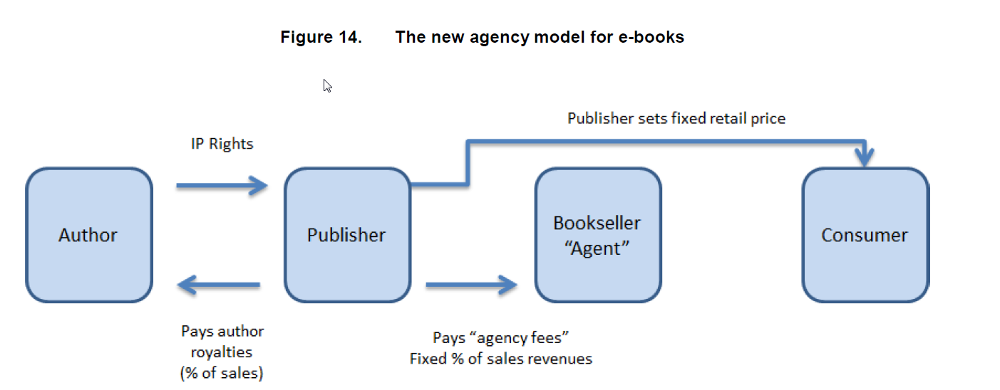 Figure 14. The new agency model for e-books
Publisher sets fixed retail price
IP Rights
Author
Publisher
Bookseller
“Agent”
Consumer
Pays author
royalties
(% of sales)
Pays “agency fees”
Fixed % of sales revenues